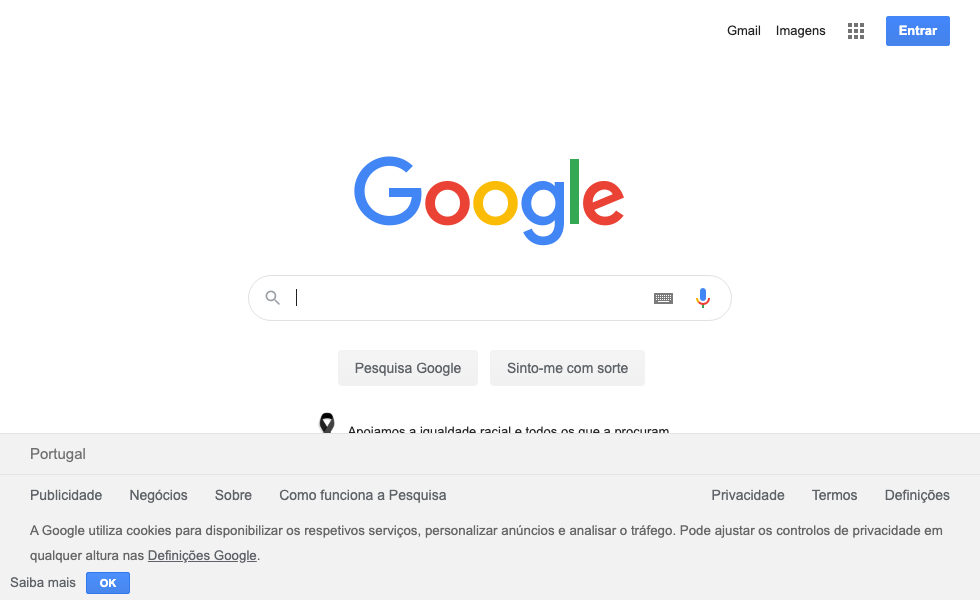 Gmail Imagens Entrar
Google
Pesquisa Google Sinto-me com sorte
Apoiamos a igualdade racial e todos os que a procuram
Portugal
Publicidade Negócios Sobre Como funciona a Pesquisa Privacidade Termos Definições
A Google utiliza cookies para disponibilizar os respetivos serviços, personalizar anúncios e analisar o tráfego. Pode ajustar os controlos de privacidade em
qualquer altura nas Definições Google.
Saiba mais OK